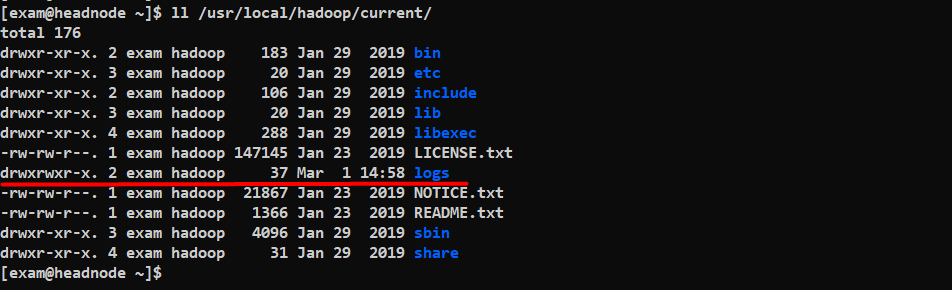 [exam@headnode ~]$ ll /usr/local/hadoop/current/
total 176
drwxr-xr-x. 2 exam hadoop    183 Jan 29  2019 bin
drwxr-xr-x. 3 exam hadoop     20 Jan 29  2019 etc
drwxr-xr-x. 2 exam hadoop    106 Jan 29  2019 include
drwxr-xr-x. 3 exam hadoop     20 Jan 29  2019 lib
drwxr-xr-x. 4 exam hadoop    288 Jan 29  2019 libexec
-rw-rw-r--. 1 exam hadoop 147145 Jan 23  2019 LICENSE.txt
drwxrwxr-x. 2 exam hadoop     37 Mar  1 14:58 logs
-rw-rw-r--. 1 exam hadoop  21867 Jan 23  2019 NOTICE.txt
-rw-rw-r--. 1 exam hadoop   1366 Jan 23  2019 README.txt
drwxr-xr-x. 3 exam hadoop   4096 Jan 29  2019 sbin
drwxr-xr-x. 4 exam hadoop     31 Jan 29  2019 share
[exam@headnode ~]$